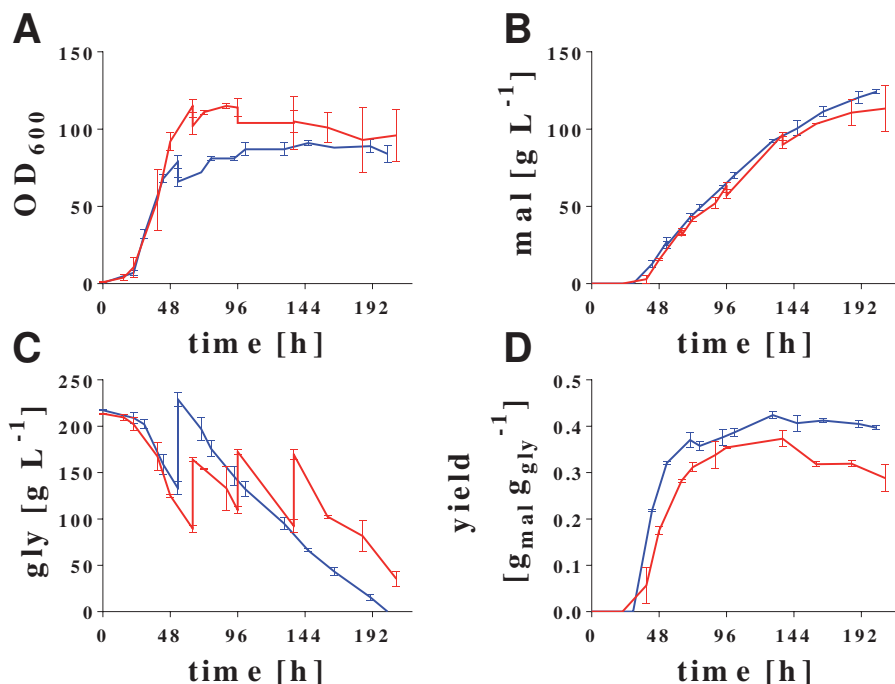 A
B
150
100
50
0
OD600
0 48 96 144 192
time [h]
150
100
50
0
mal [g L-1]
0 48 96 144 192
time [h]
C
D
250
200
150
100
50
0
gly [g L-1]
0 48 96 144 192
time [h]
0.5
0.4
0.3
0.2
0.1
0.0
yield
[gmal ggly-1]
0 48 96 144 192
time [h]